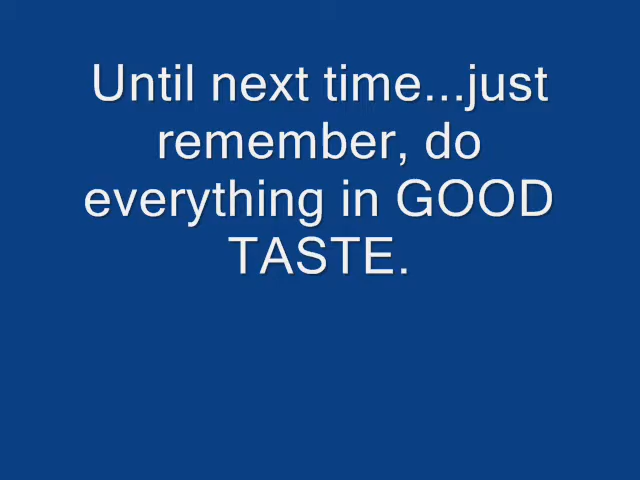 Until next time...just
remember, do
everything in GOOD
TASTE.